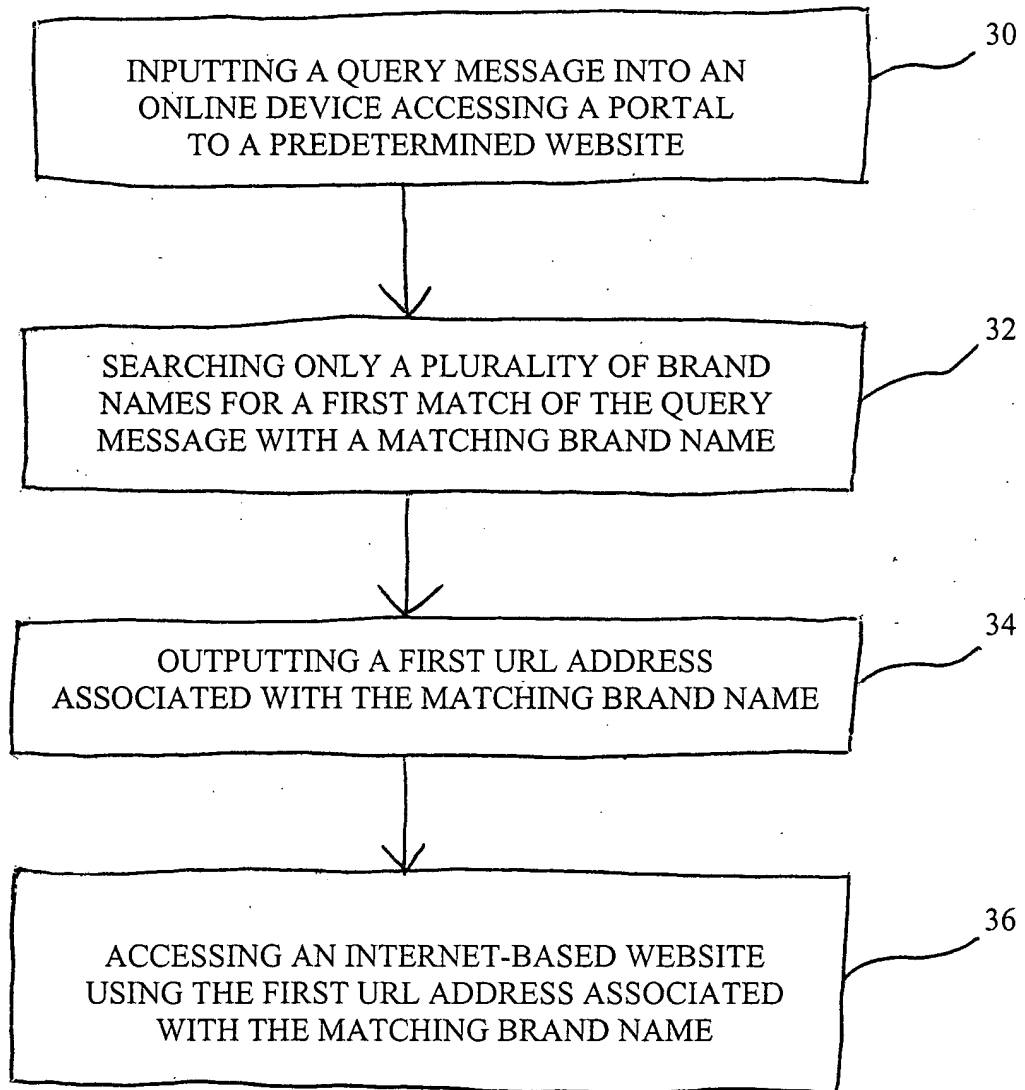 30
INPUTTING A QUERY MESSAGE INTO AN
ONLINE DEVICE ACCESSING A PORTAL
TO A PREDETERMINED WEBSITE
32
SEARCHING ONLY A PLURALITY OF BRAND
NAMES FOR A FIRST MATCH OF THE QUERY
MESSAGE WITH A MATCHING BRAND NAME
34
OUTPUTTING A FIRST URL ADDRESS
ASSOCIATED WITH THE MATCHING BRAND NAME
36
ACCESSING AN INTERNET-BASED WEBSITE
USING THE FIRST URL ADDRESS ASSOCIATED
WITH THE MATCHING BRAND NAME